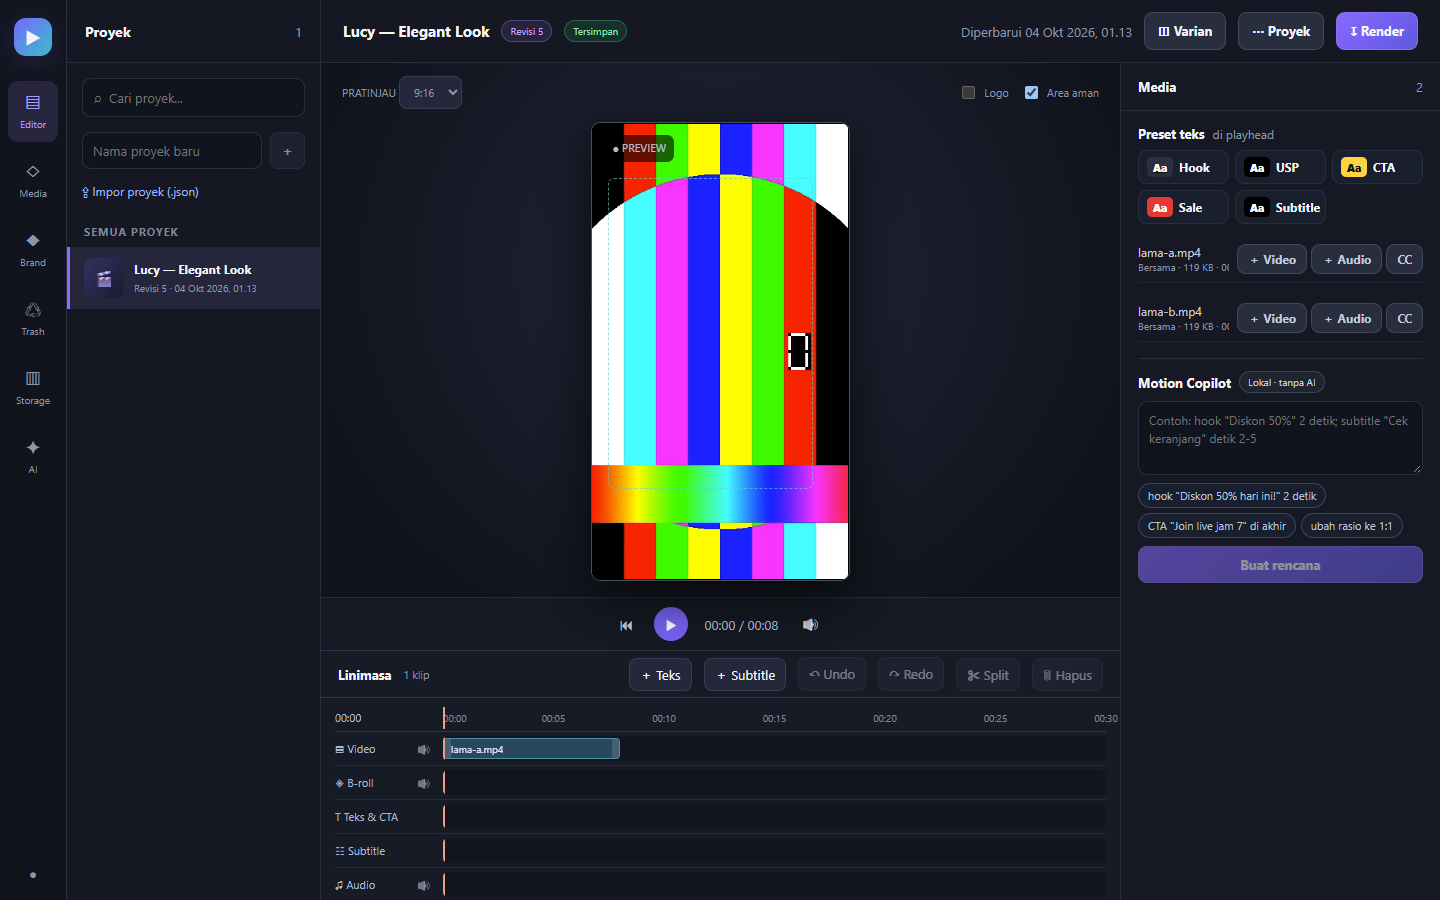 Editor
Media
Brand
Trash
Storage
AI
Proyek 1
Cari proyek...
Nama proyek baru +
Impor proyek (.json)
SEMUA PROYEK
Lucy — Elegant Look
Revisi 5 · 04 Okt 2026, 01.13
Lucy — Elegant Look Revisi 5 Tersimpan
Diperbarui 04 Okt 2026, 01.13 Varian ··· Proyek Render
PRATINJAU 9:16 Logo Area aman
● PREVIEW
00:00 / 00:08
Linimasa 1 klip + Teks + Subtitle Undo Redo Split Hapus
00:00 00:00 00:05 00:10 00:15 00:20 00:25 00:30
Video lama-a.mp4
B-roll
T Teks & CTA
Subtitle
Audio
Media 2
Preset teks di playhead
Aa Hook Aa USP Aa CTA
Aa Sale Aa Subtitle
lama-a.mp4
Bersama · 119 KB · 00
+ Video + Audio CC
lama-b.mp4
Bersama · 119 KB · 00
+ Video + Audio CC
Motion Copilot Lokal · tanpa AI
Contoh: hook "Diskon 50%" 2 detik; subtitle "Cek
keranjang" detik 2-5
hook "Diskon 50% hari ini!" 2 detik
CTA "Join live jam 7" di akhir ubah rasio ke 1:1
Buat rencana